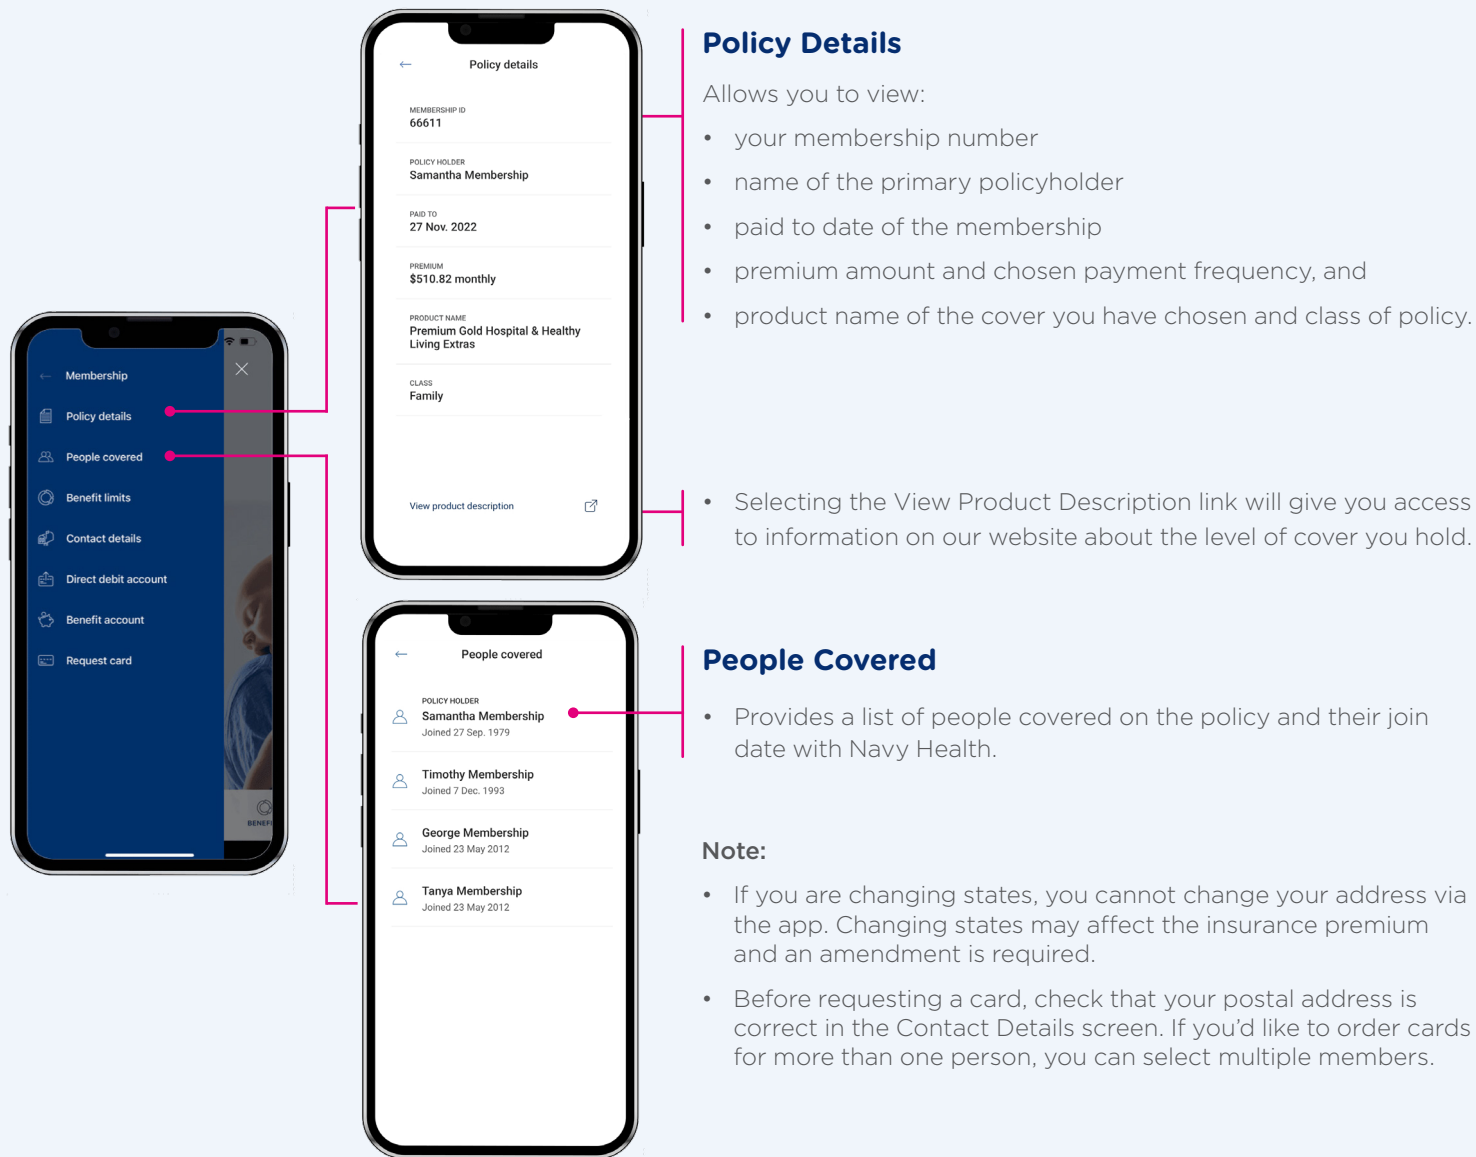 Membership
Policy details
People covered
Benefit limits
Contact details
Direct debit account
Benefit account
Request card
BENEFI
Policy details
MEMBERSHIP ID
66611
POLICY HOLDER
Samantha Membership
PAID TO
27 Nov. 2022
PREMIUM
$510.82 monthly
PRODUCT NAME
Premium Gold Hospital & Healthy
Living Extras
CLASS
Family
View product description
People covered
POLICY HOLDER
Samantha Membership
Joined 27 Sep. 1979
Timothy Membership
Joined 7 Dec. 1993
George Membership
Joined 23 May 2012
Tanya Membership
Joined 23 May 2012
Policy Details
Allows you to view:
• your membership number
• name of the primary policyholder
• paid to date of the membership
• premium amount and chosen payment frequency, and
• product name of the cover you have chosen and class of policy.
• Selecting the View Product Description link will give you access
to information on our website about the level of cover you hold.
People Covered
• Provides a list of people covered on the policy and their join
date with Navy Health.
Note:
• If you are changing states, you cannot change your address via
the app. Changing states may affect the insurance premium
and an amendment is required.
• Before requesting a card, check that your postal address is
correct in the Contact Details screen. If you’d like to order cards
for more than one person, you can select multiple members.